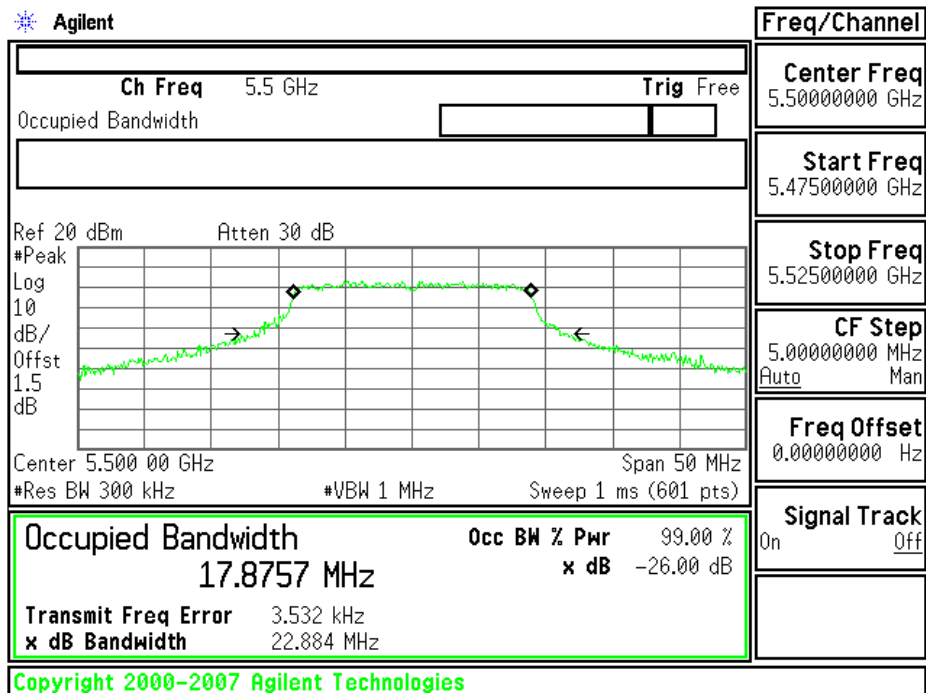 Agilent
Ch Freq 5.5 GHz Trig Free
Occupied Bandwidth
Ref 20 dBm Atten 30 dB
#Peak
Log
10
dB/
Offst
1.5
dB
Center 5.500 00 GHz Span 50 MHz
#Res BW 300 kHz #VBW 1 MHz Sweep 1 ms (601 pts)
Occupied Bandwidth Occ BW % Pwr 99.00 %
17.8757 MHz x dB -26.00 dB
Transmit Freq Error 3.532 kHz
x dB Bandwidth 22.884 MHz
Copyright 2000-2007 Agilent Technologies
Freq/Channel
Center Freq
5.50000000 GHz
Start Freq
5.47500000 GHz
Stop Freq
5.52500000 GHz
CF Step
5.00000000 MHz
Auto Man
Freq Offset
0.00000000 Hz
Signal Track
On Off